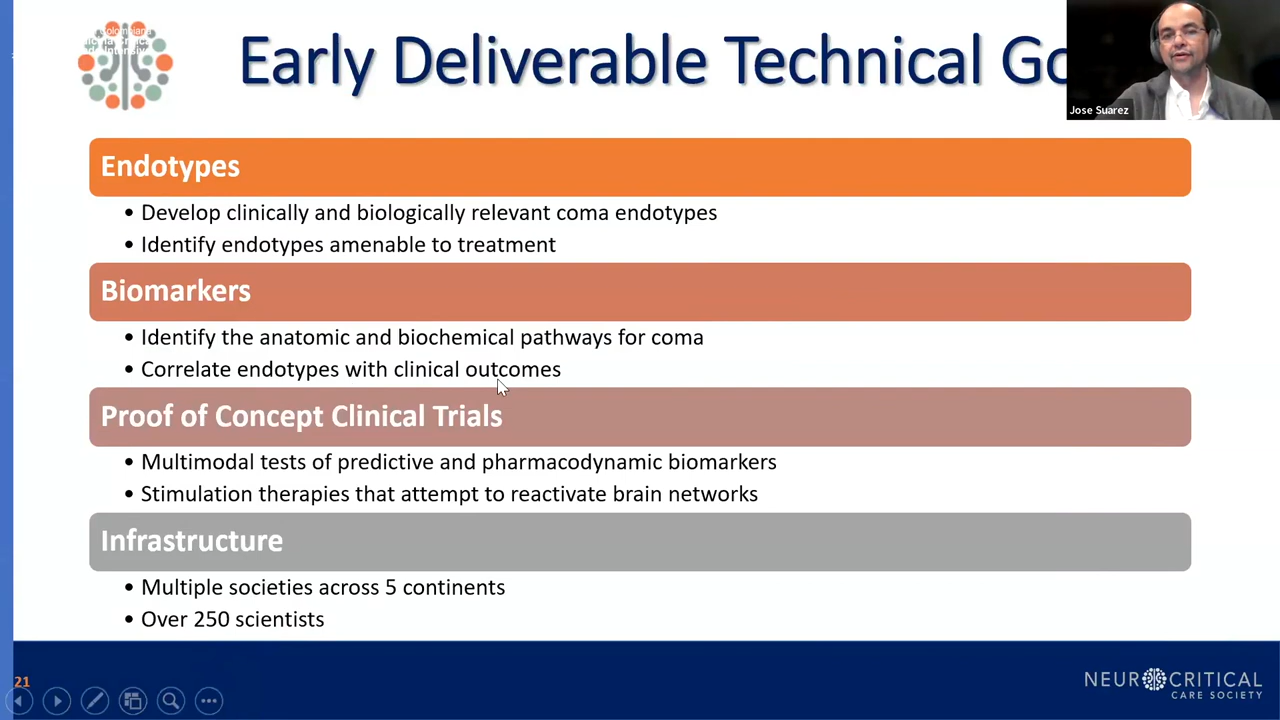 Colombiana
Early Deliverable Technical Go
Jose Suarez
Endotypes
• Develop clinically and biologically relevant coma endotypes
• Identify endotypes amenable to treatment
Biomarkers
• Identify the anatomic and biochemical pathways for coma
• Correlate endotypes with clinical outcomes
Proof of Concept Clinical Trials
• Multimodal tests of predictive and pharmacodynamic biomarkers
• Stimulation therapies that attempt to reactivate brain networks
Infrastructure
• Multiple societies across 5 continents
• Over 250 scientists
21
NEUROCRITICAL
CARE SOCIETY